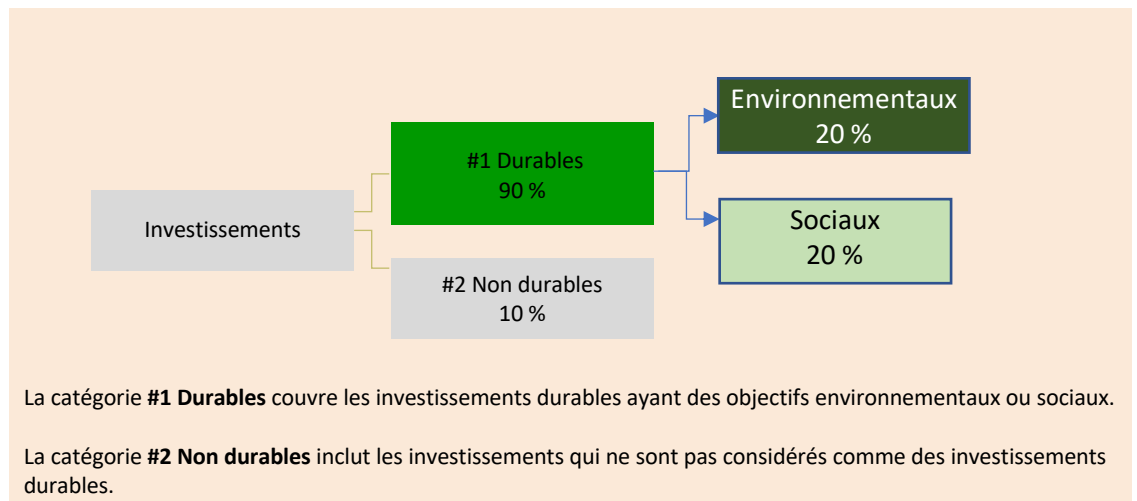 Environnementaux
20 %
#1 Durables
90 %
Investissements
Sociaux
20 %
#2 Non durables
10 %
La catégorie #1 Durables couvre les investissements durables ayant des objectifs environnementaux ou sociaux.
La catégorie #2 Non durables inclut les investissements qui ne sont pas considérés comme des investissements
durables.